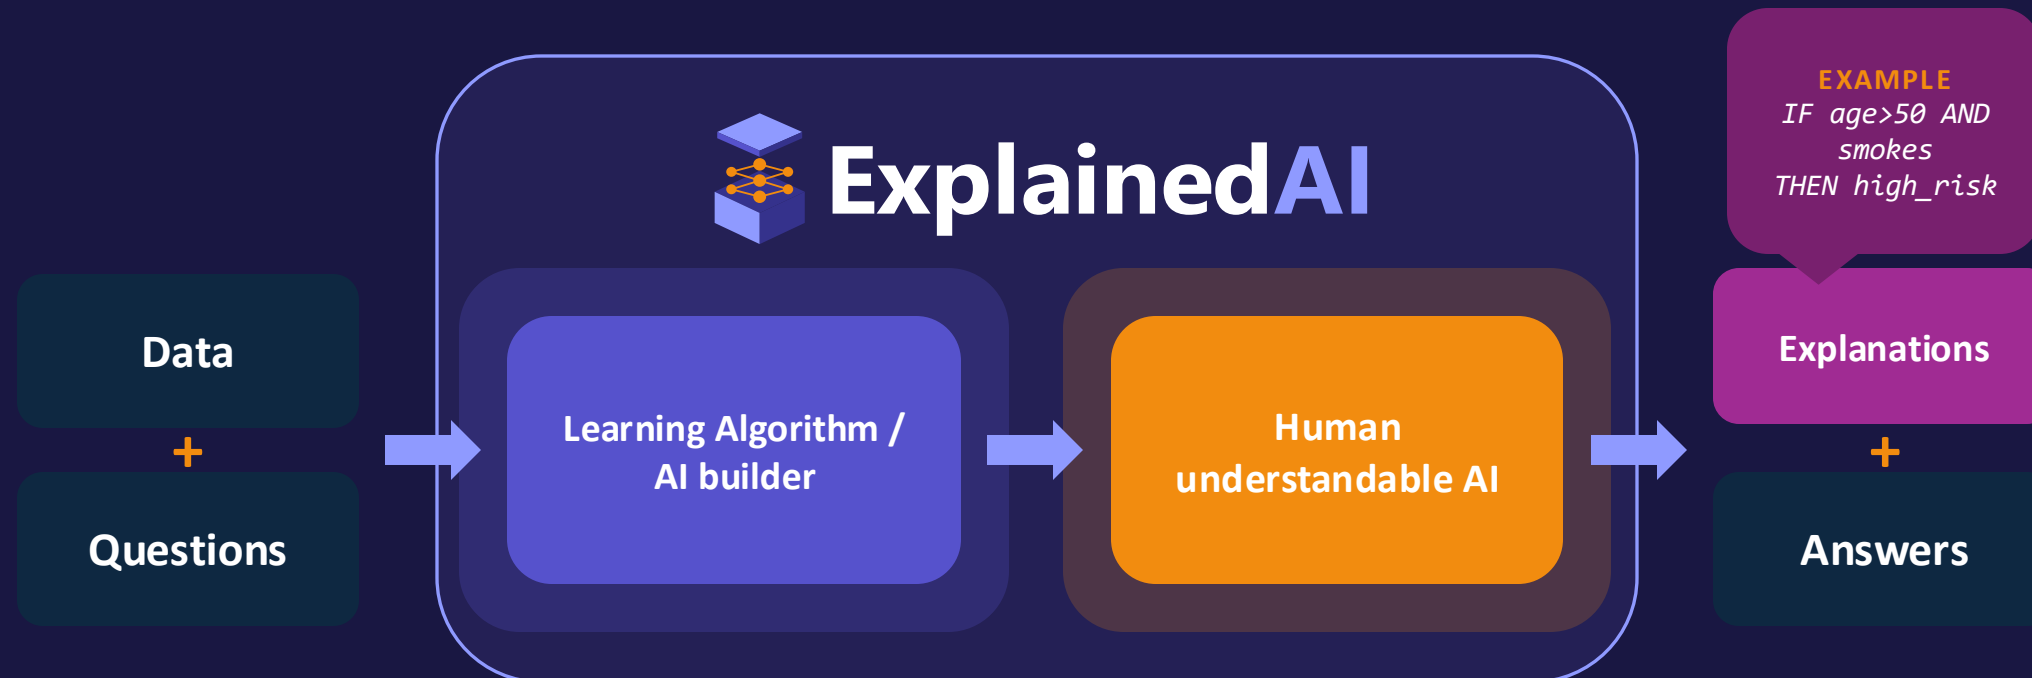 ExplainedAI
Data
+
Questions
Learning Algorithm /
AI builder
Human
understandable AI
EXAMPLE
IF age>50 AND
smokes
THEN high_risk
Explanations
+
Answers